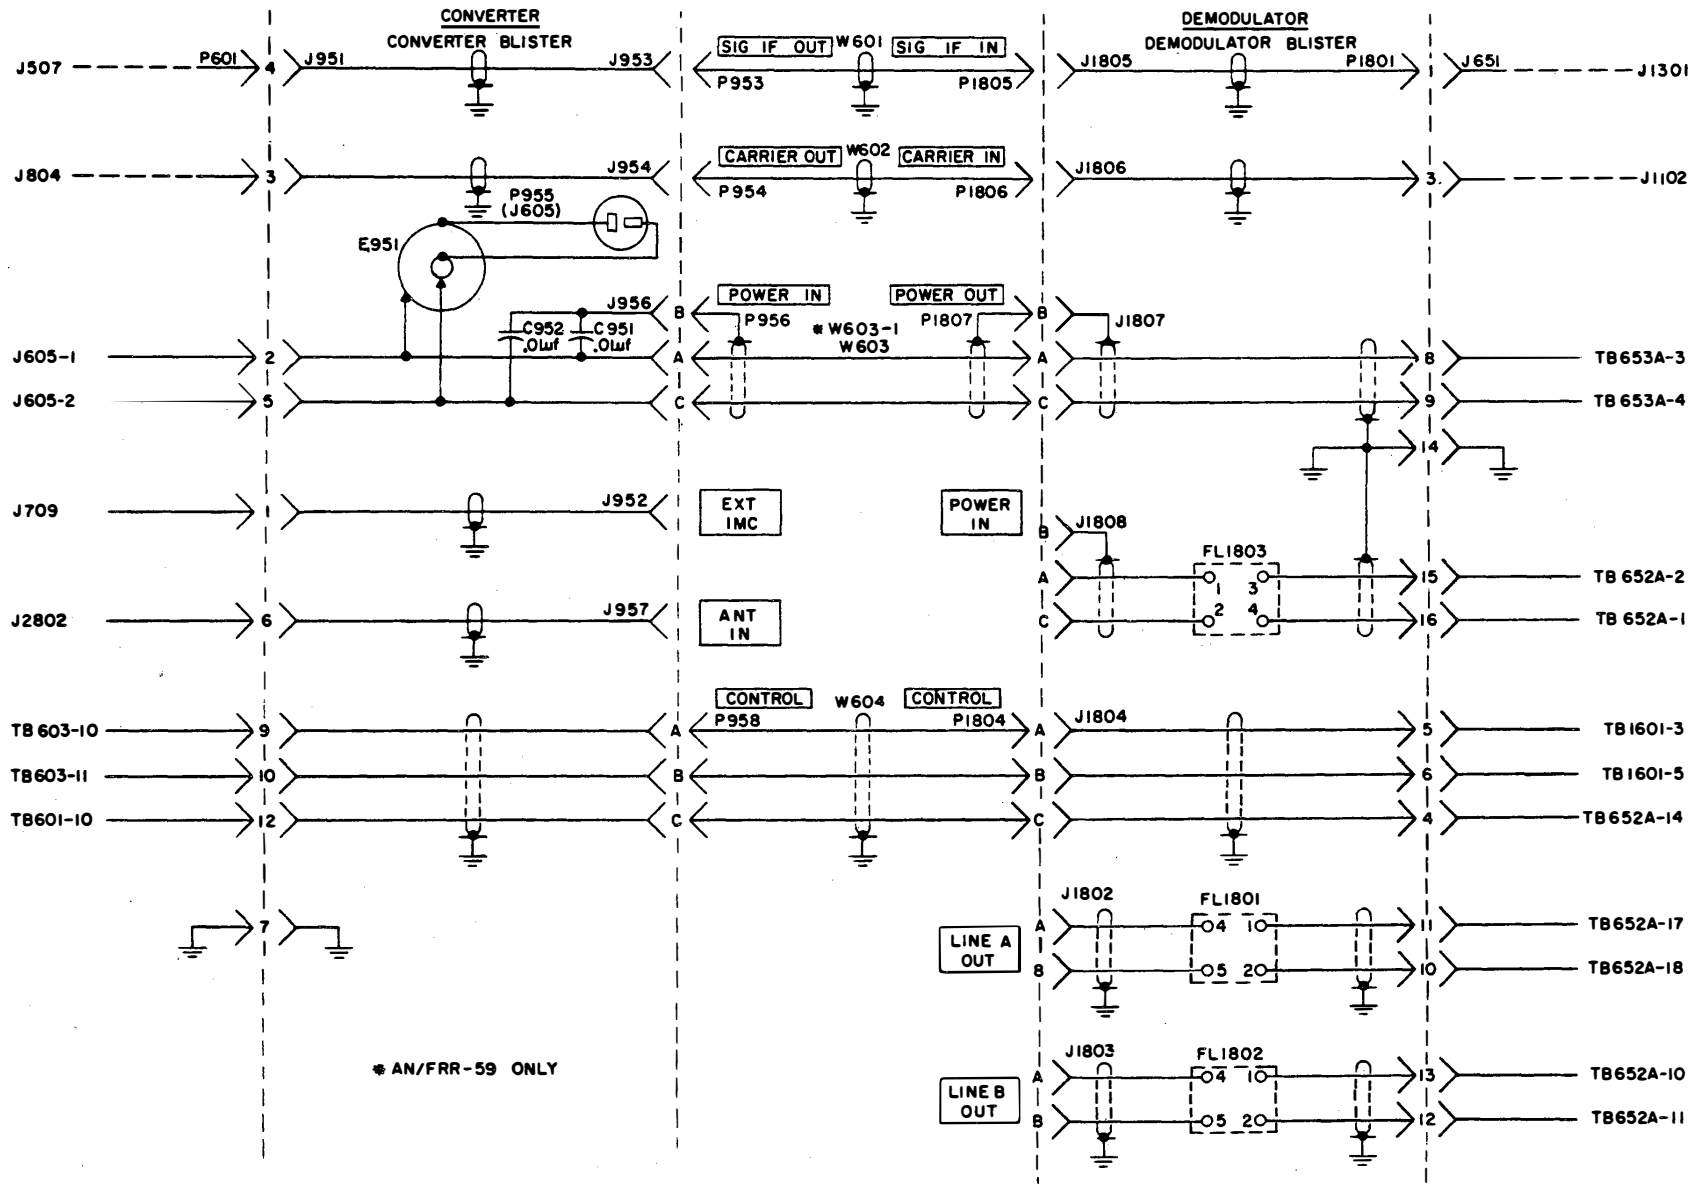 CONVERTER
CONVERTER BLISTER
DEMODULATOR
DEMODULATOR BLISTER
J507 P601 4 J951 J953 SIG IF OUT W601 SIG IF IN J1805 P1801 1 J651 J1301
P953 P1805
J804 3 J954 CARRIER OUT W602 CARRIER IN J1806 3 J1102
P954 P1806
P955
(J605)
E951
J956 B POWER IN POWER OUT B
P956 P1807 J1807
C952 C951 * W603-1
.01uf .01uf W603
J605-1 2 A A 8 TB653A-3
J605-2 5 C C 9 TB653A-4
14
J709 1 J952
EXT
IMC
POWER
IN
B J1808
FL1803
A 1 3 15 TB 652A-2
J2802 6 J957 C 2 4 16 TB 652A-1
ANT
IN
CONTROL W604 CONTROL
P958 P1804 J1804
TB603-10 9 A A 5 TB1601-3
TB603-11 10 B B 6 TB1601-5
TB601-10 12 C C 4 TB652A-14
7
J1802 FL1801
LINE A
OUT
A 4 1 11 TB652A-17
B 5 2 10 TB652A-18
* AN/FRR-59 ONLY
J1803 FL1802
LINE B
OUT
A 4 1 13 TB652A-10
B 5 2 12 TB652A-11